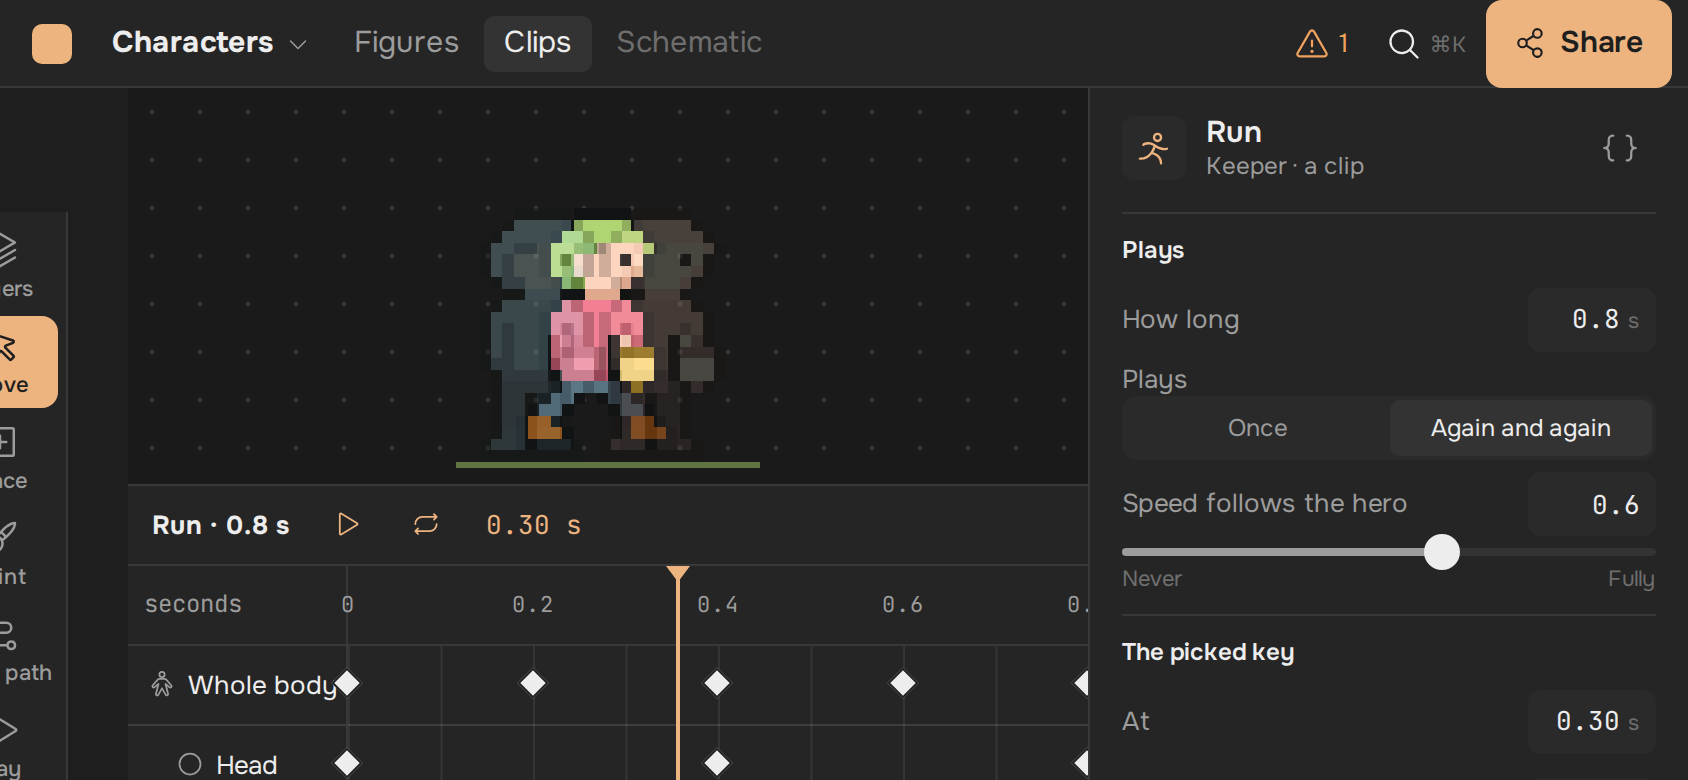 Characters Figures Clips Schematic 1 ⌘K Share
Run
Keeper · a clip
{ }
Plays
How long 0.8 s
Plays
Once Again and again
Speed follows the hero 0.6
Never Fully
The picked key
At 0.30 s
ers
ove
ce
int
path
ay
Run · 0.8 s 0.30 s
seconds 0 0.2 0.4 0.6 0.
Whole body
Head